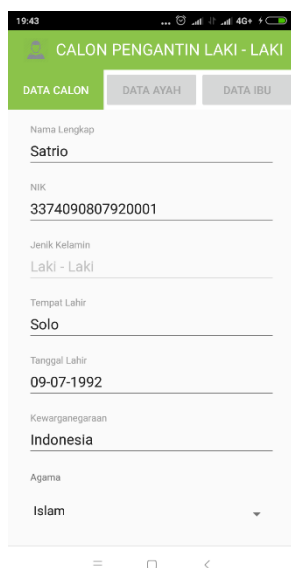 19:43 ... 4G+
CALON PENGANTIN LAKI - LAKI
DATA CALON DATA AYAH DATA IBU
Nama Lengkap
Satrio
NIK
3374090807920001
Jenik Kelamin
Laki - Laki
Tempat Lahir
Solo
Tanggal Lahir
09-07-1992
Kewarganegaraan
Indonesia
Agama
Islam